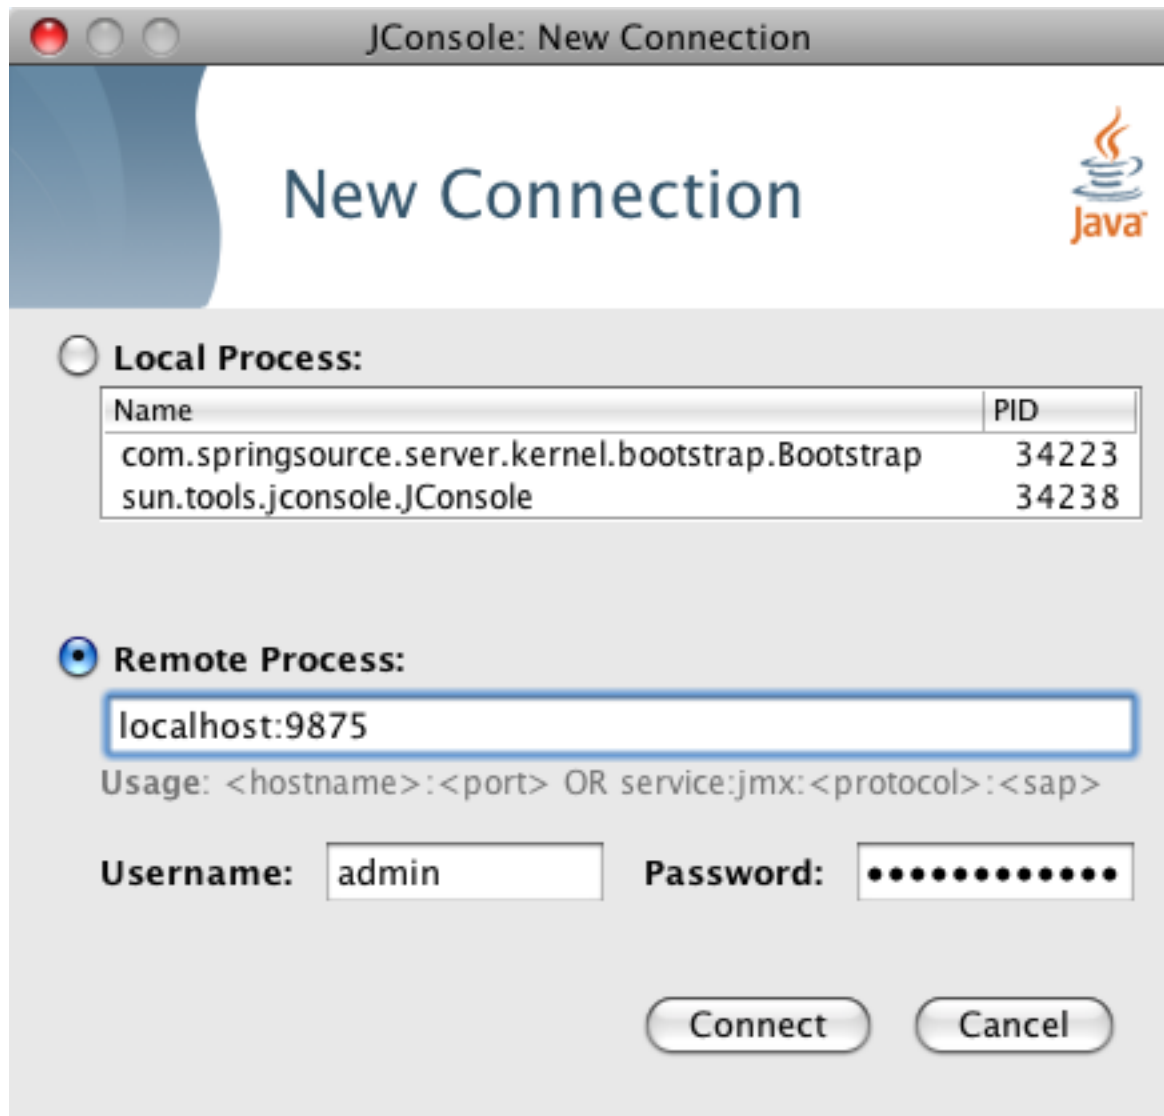 JConsole: New Connection
New Connection
Java
Local Process:
Name PID
com.springsource.server.kernel.bootstrap.Bootstrap 34223
sun.tools.jconsole.JConsole 34238
Remote Process:
localhost:9875
Usage: <hostname>:<port> OR service:jmx:<protocol>:<sap>
Username: admin Password: ••••••••••••
Connect Cancel